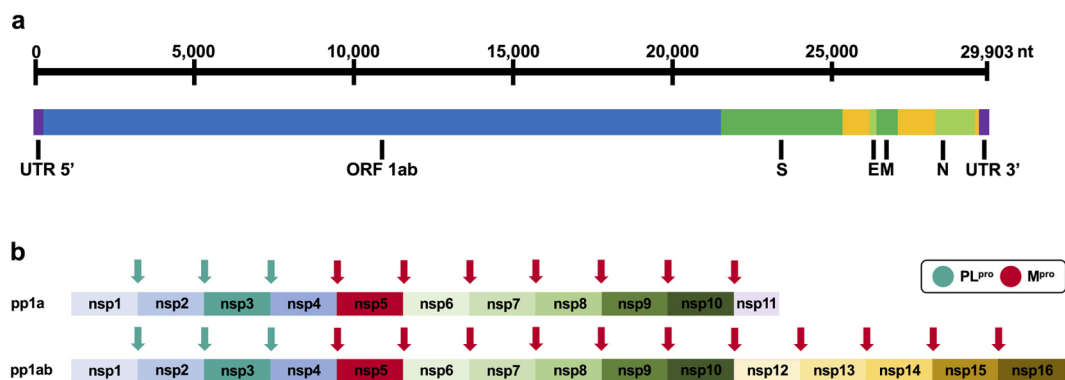 a
0 5,000 10,000 15,000 20,000 25,000 29,903 nt
UTR 5’ ORF 1ab S E M N UTR 3’
b
PLpro Mpro
pp1a nsp1 nsp2 nsp3 nsp4 nsp5 nsp6 nsp7 nsp8 nsp9 nsp10 nsp11
pp1ab nsp1 nsp2 nsp3 nsp4 nsp5 nsp6 nsp7 nsp8 nsp9 nsp10 nsp12 nsp13 nsp14 nsp15 nsp16